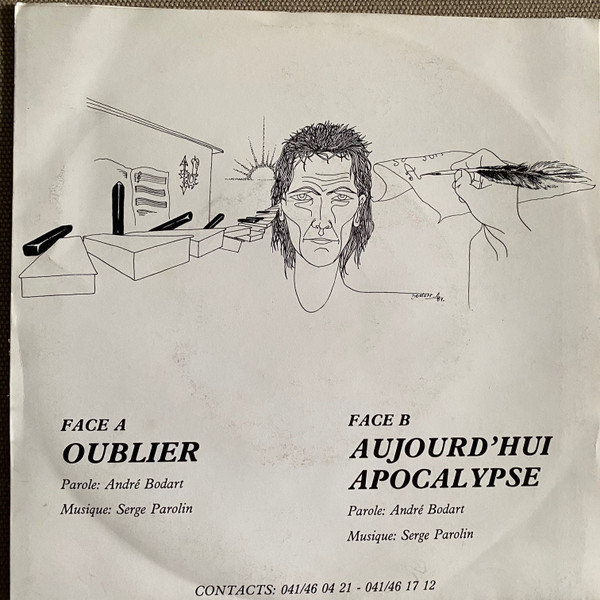 FACE A
OUBLIER
Parole: André Bodart
Musique: Serge Parolin
FACE B
AUJOURD'HUI
APOCALYPSE
Parole: André Bodart
Musique: Serge Parolin
CONTACTS: 041/46 04 21 - 041/46 17 12